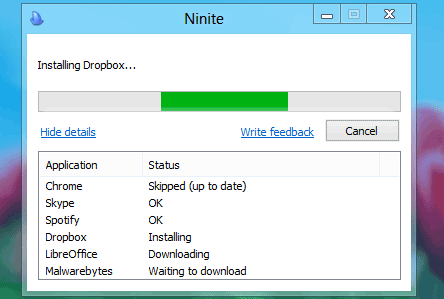 Ninite
Installing Dropbox...
Hide details Write feedback Cancel
Application Status
Chrome Skipped (up to date)
Skype OK
Spotify OK
Dropbox Installing
LibreOffice Downloading
Malwarebytes Waiting to download